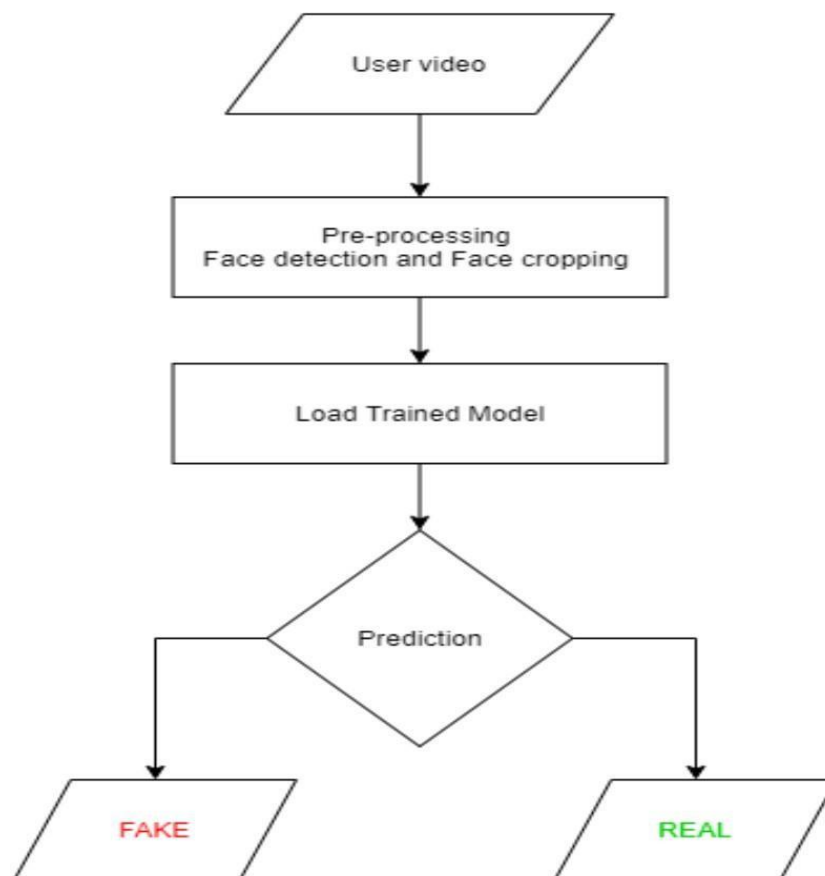 User video
Pre-processing
Face detection and Face cropping
Load Trained Model
Prediction
FAKE
REAL